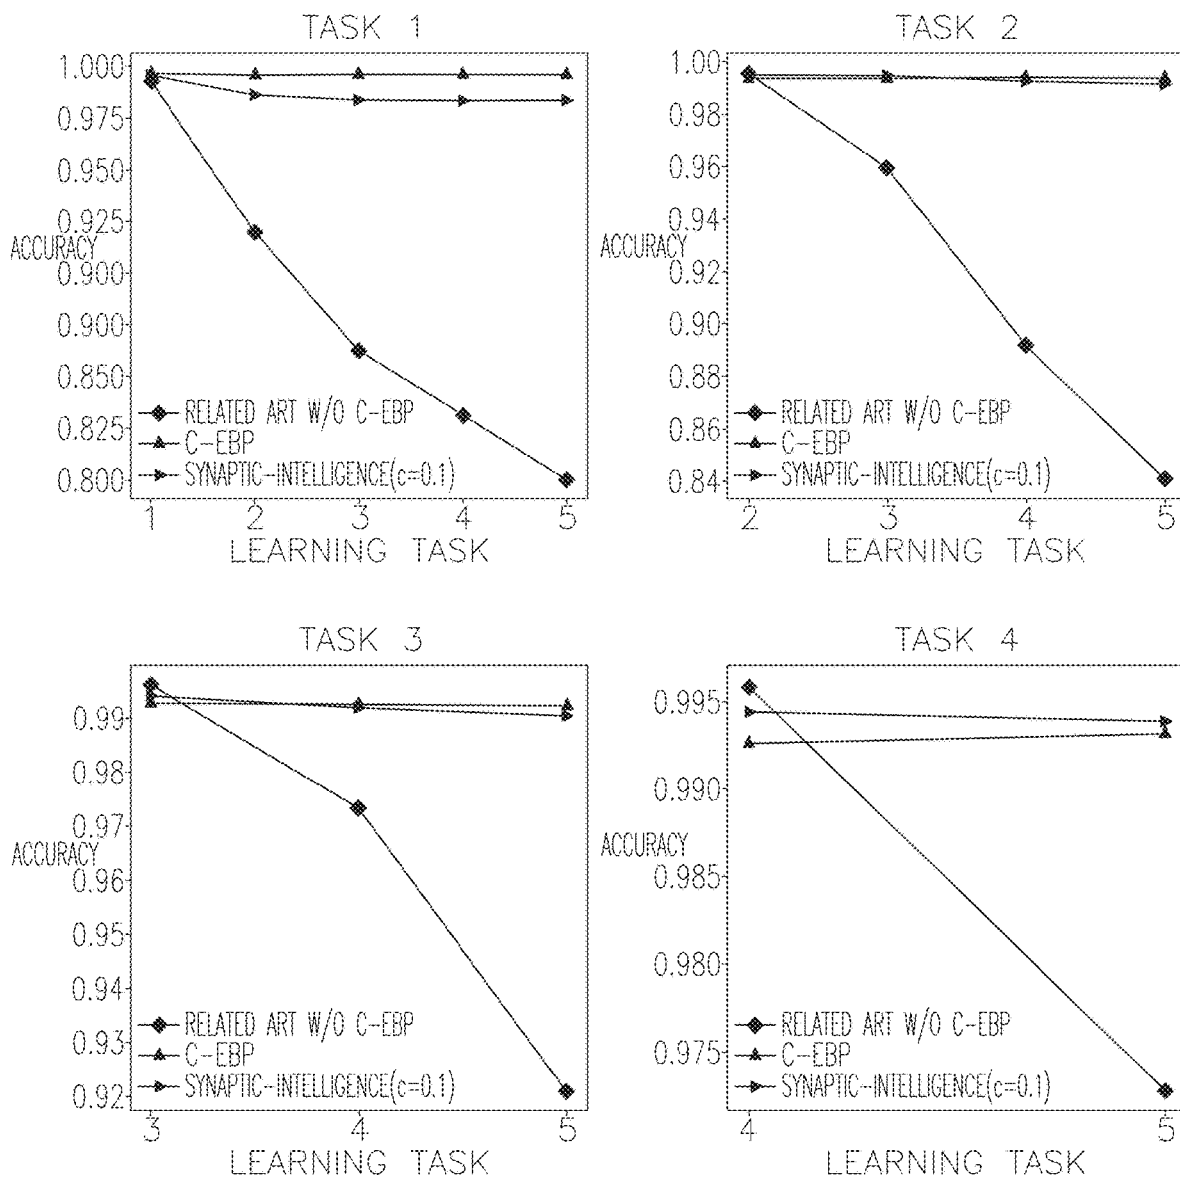 TASK 1
1.000
0.975
0.950
0.925
ACCURACY
0.900
0.900
0.850
0.825
0.800
RELATED ART W/O C-EBP
C-EBP
SYNAPTIC-INTELLIGENCE(c=0.1)
1 2 3 4 5
LEARNING TASK
TASK 2
1.00
0.98
0.96
0.94
ACCURACY
0.92
0.90
0.88
0.86
0.84
RELATED ART W/O C-EBP
C-EBP
SYNAPTIC-INTELLIGENCE(c=0.1)
2 3 4 5
LEARNING TASK
TASK 3
0.99
0.98
0.97
ACCURACY
0.96
0.95
0.94
0.93
0.92
RELATED ART W/O C-EBP
C-EBP
SYNAPTIC-INTELLIGENCE(c=0.1)
3 4 5
LEARNING TASK
TASK 4
0.995
0.990
ACCURACY
0.985
0.980
0.975
RELATED ART W/O C-EBP
C-EBP
SYNAPTIC-INTELLIGENCE(c=0.1)
4 5
LEARNING TASK